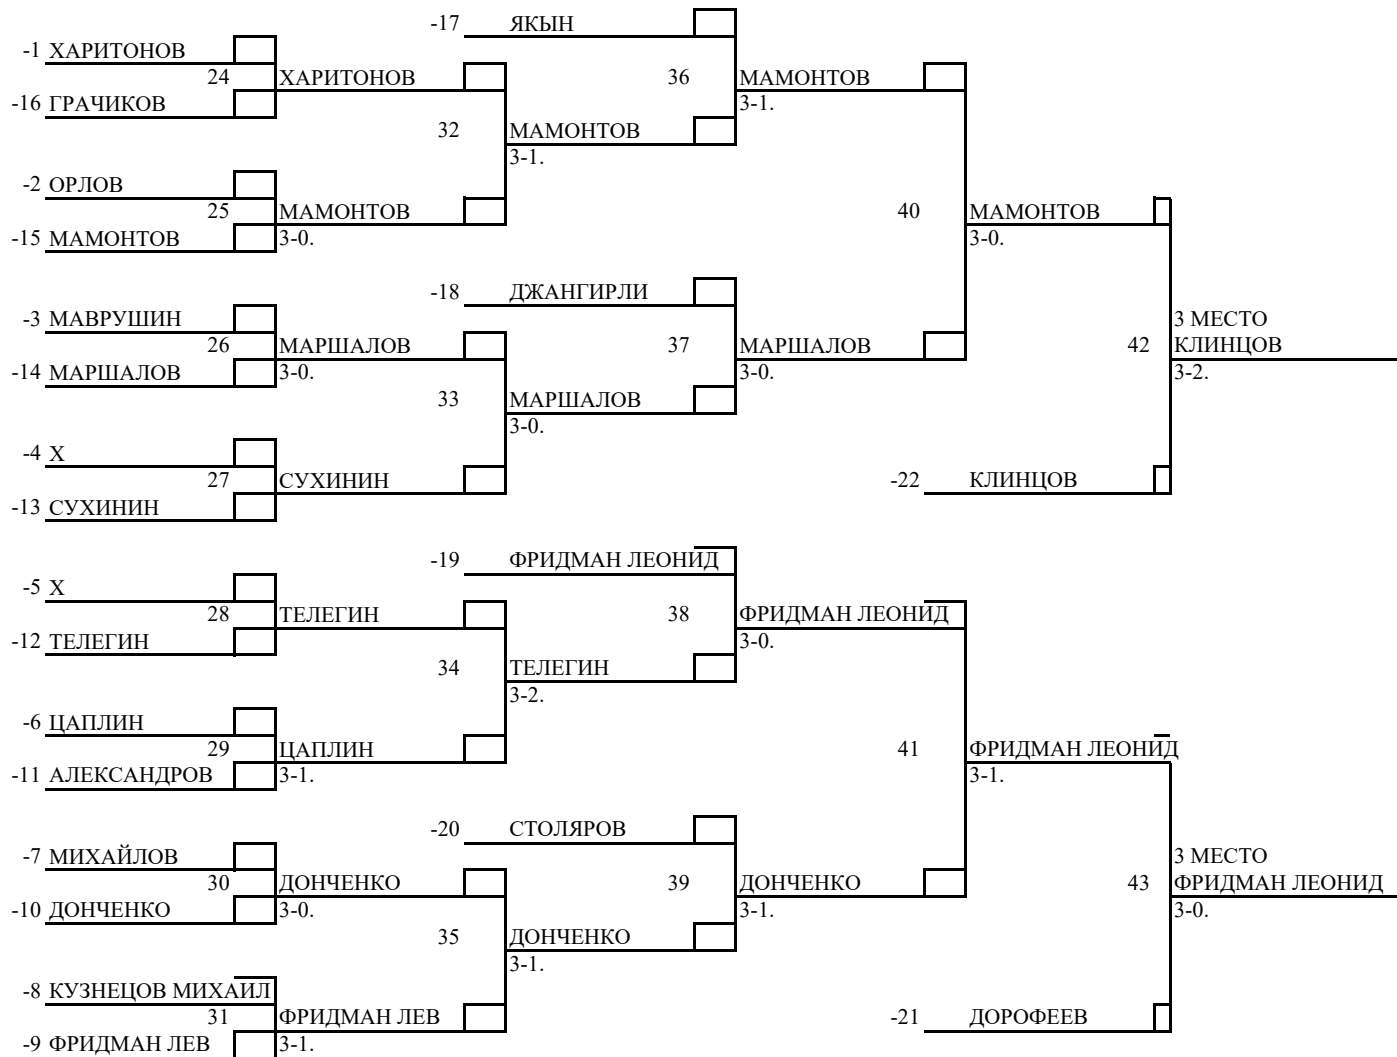 -17 ЯКЫН
-1 ХАРИТОНОВ
24 ХАРИТОНОВ 36 МАМОНТОВ
-16 ГРАЧИКОВ 3-1.
32 МАМОНТОВ
3-1.
-2 ОРЛОВ
25 МАМОНТОВ 40 МАМОНТОВ
-15 МАМОНТОВ 3-0. 3-0.
-18 ДЖАНГИРЛИ
-3 МАВРУШИН 3 МЕСТО
26 МАРШАЛОВ 37 МАРШАЛОВ 42 КЛИНЦОВ
-14 МАРШАЛОВ 3-0. 3-0. 3-2.
33 МАРШАЛОВ
3-0.
-4 X
27 СУХИНИН -22 КЛИНЦОВ
-13 СУХИНИН
-19 ФРИДМАН ЛЕОНИД
-5 X
28 ТЕЛЕГИН 38 ФРИДМАН ЛЕОНИД
-12 ТЕЛЕГИН 3-0.
34 ТЕЛЕГИН
3-2.
-6 ЦАПЛИН
29 ЦАПЛИН 41 ФРИДМАН ЛЕОНИД
-11 АЛЕКСАНДРОВ 3-1. 3-1.
-20 СТОЛЯРОВ
-7 МИХАЙЛОВ 3 МЕСТО
30 ДОНЧЕНКО 39 ДОНЧЕНКО 43 ФРИДМАН ЛЕОНИД
-10 ДОНЧЕНКО 3-0. 3-1. 3-0.
35 ДОНЧЕНКО
3-1.
-8 КУЗНЕЦОВ МИХАИЛ
31 ФРИДМАН ЛЕВ -21 ДОРОФЕЕВ
-9 ФРИДМАН ЛЕВ 3-1.